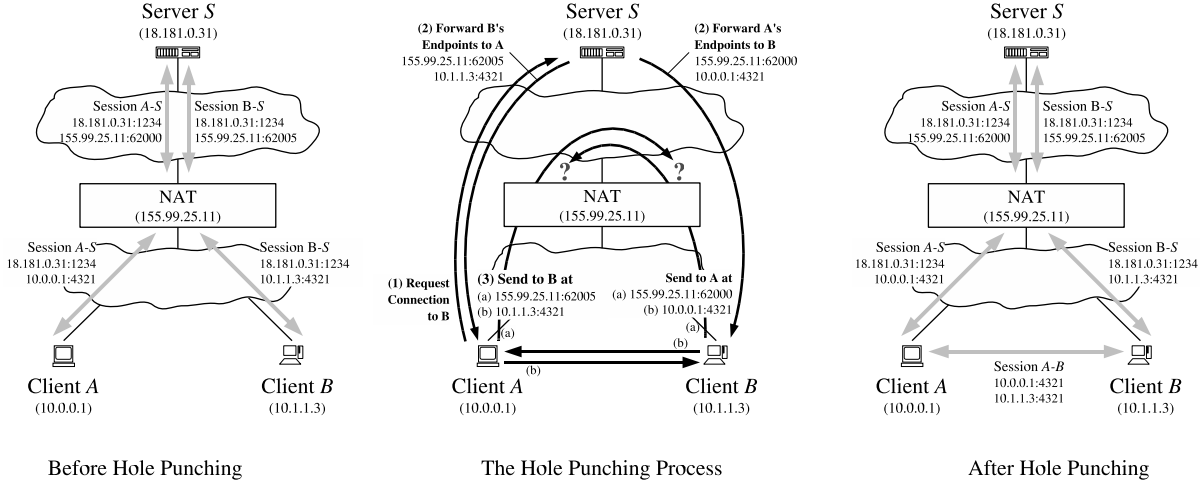 Server S
(18.181.0.31)
Session A-S
18.181.0.31:1234
155.99.25.11:62000
Session B-S
18.181.0.31:1234
155.99.25.11:62005
NAT
(155.99.25.11)
Session A-S
18.181.0.31:1234
10.0.0.1:4321
Session B-S
18.181.0.31:1234
10.1.1.3:4321
Client A
(10.0.0.1)
Client B
(10.1.1.3)
Before Hole Punching
Server S
(18.181.0.31)
(2) Forward B's
Endpoints to A
155.99.25.11:62005
10.1.1.3:4321
(2) Forward A's
Endpoints to B
155.99.25.11:62000
10.0.0.1:4321
?
?
NAT
(155.99.25.11)
(1) Request
Connection
to B
(3) Send to B at
(a) 155.99.25.11:62005
(b) 10.1.1.3:4321
(a)
Send to A at
(a) 155.99.25.11:62000
(b) 10.0.0.1:4321
(a)
(b)
(b)
Client A
(10.0.0.1)
Client B
(10.1.1.3)
The Hole Punching Process
Server S
(18.181.0.31)
Session A-S
18.181.0.31:1234
155.99.25.11:62000
Session B-S
18.181.0.31:1234
155.99.25.11:62005
NAT
(155.99.25.11)
Session A-S
18.181.0.31:1234
10.0.0.1:4321
Session B-S
18.181.0.31:1234
10.1.1.3:4321
Session A-B
10.0.0.1:4321
10.1.1.3:4321
Client A
(10.0.0.1)
Client B
(10.1.1.3)
After Hole Punching